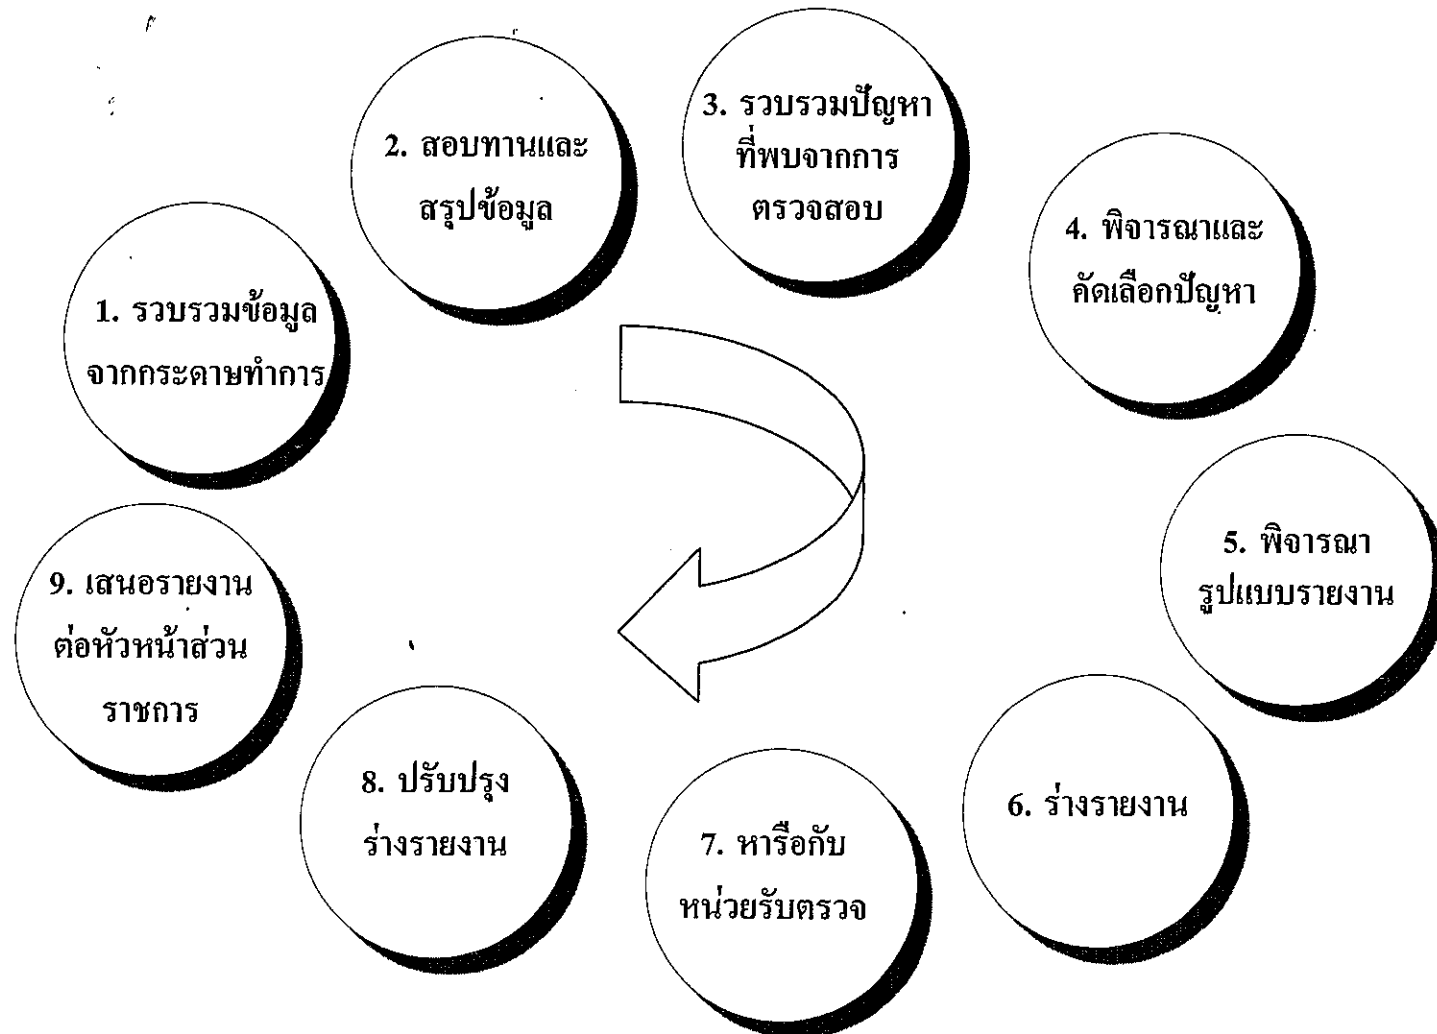 1. รวบรวมข้อมูล
จากกระดาษทำการ
2. สอบทานและ
สรุปข้อมูล
3. รวบรวมปัญหา
ที่พบจากการ
ตรวจสอบ
4. พิจารณาและ
คัดเลือกปัญหา
5. พิจารณา
รูปแบบรายงาน
6. ร่างรายงาน
7. หารือกับ
หน่วยรับตรวจ
8. ปรับปรุง
ร่างรายงาน
9. เสนอรายงาน
ต่อหัวหน้าส่วน
ราชการ